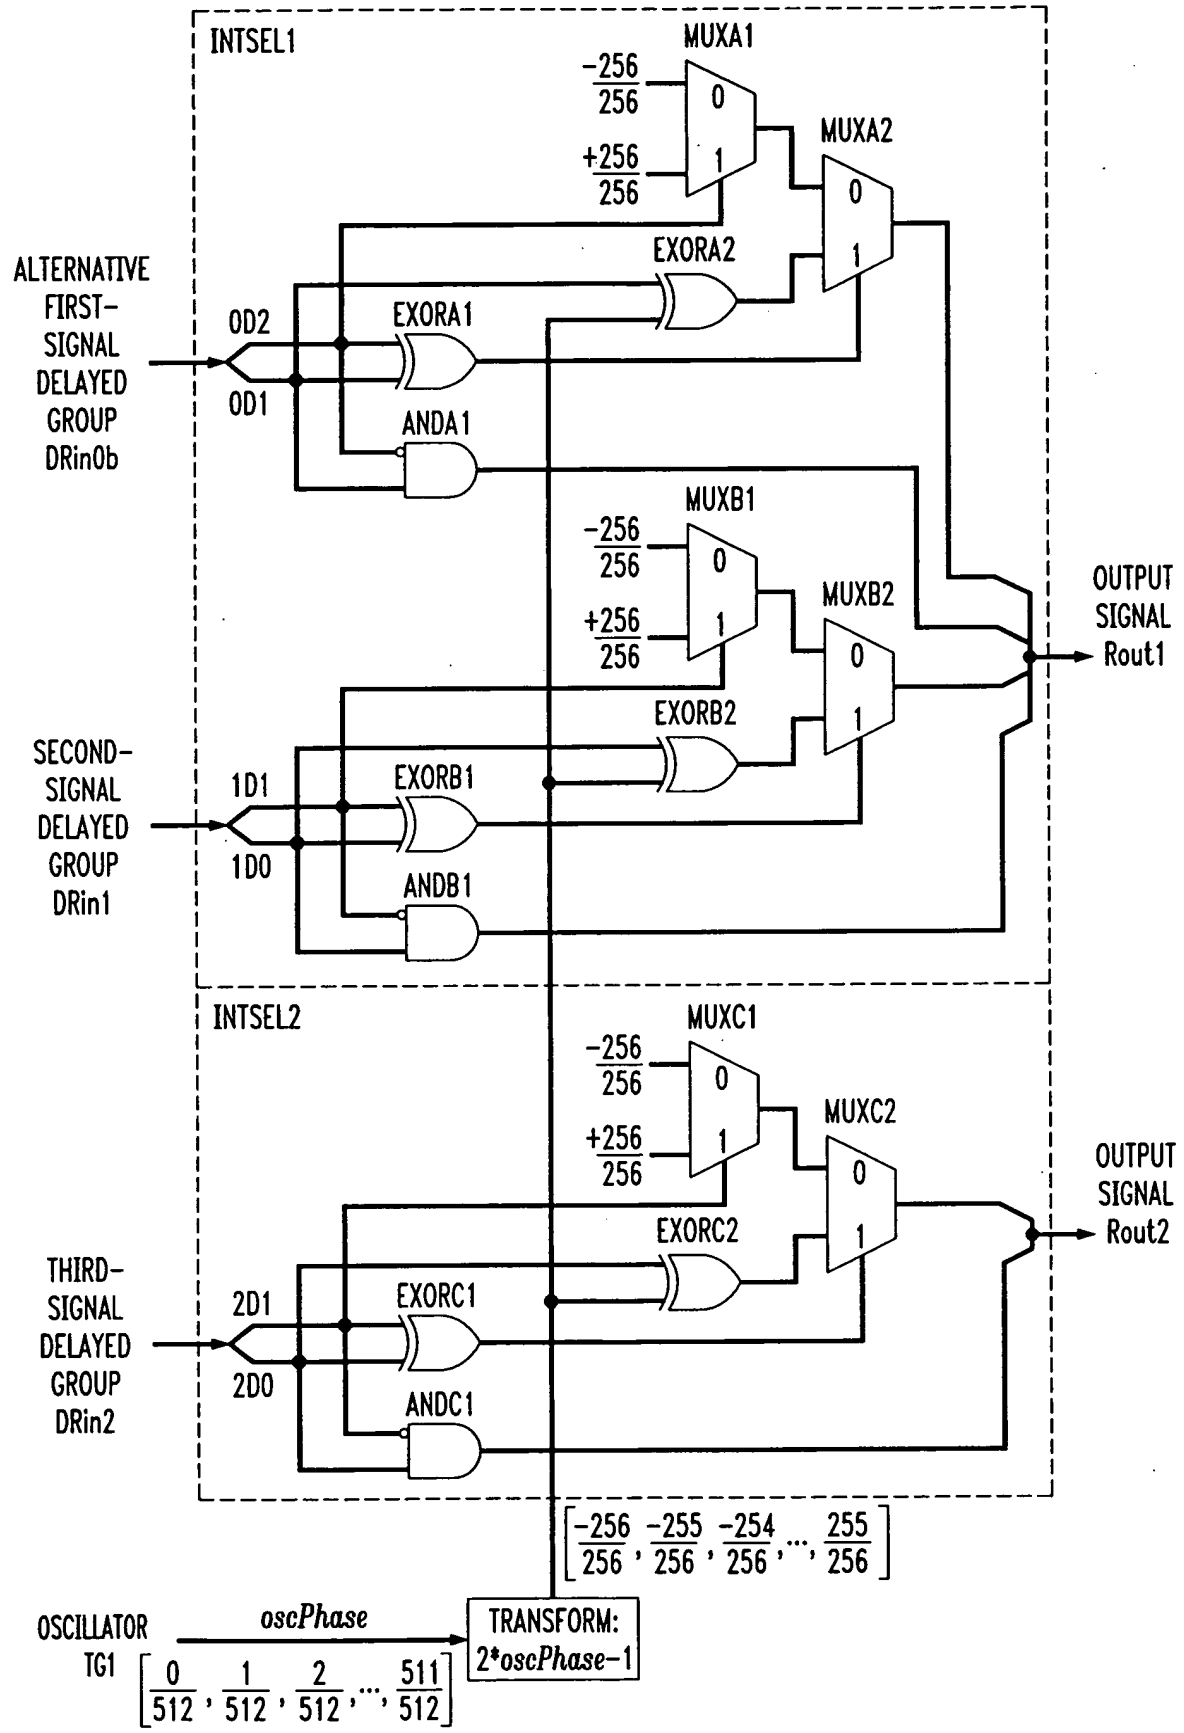 INTSEL1
MUXA1
-256
256
0
+256
256
1
MUXA2
0
1
EXORA2
ALTERNATIVE
FIRST-
SIGNAL
DELAYED
GROUP
DRin0b
0D2
0D1
EXORA1
ANDA1
MUXB1
-256
256
0
+256
256
1
MUXB2
0
1
EXORB2
OUTPUT
SIGNAL
Rout1
SECOND-
SIGNAL
DELAYED
GROUP
DRin1
1D1
1D0
EXORB1
ANDB1
INTSEL2
MUXC1
-256
256
0
+256
256
1
MUXC2
0
1
EXORC2
OUTPUT
SIGNAL
Rout2
THIRD-
SIGNAL
DELAYED
GROUP
DRin2
2D1
2D0
EXORC1
ANDC1
[-256/256, -255/256, -254/256, ..., 255/256]
OSCILLATOR
TG1
oscPhase
[0/512, 1/512, 2/512, ..., 511/512]
TRANSFORM:
2*oscPhase-1